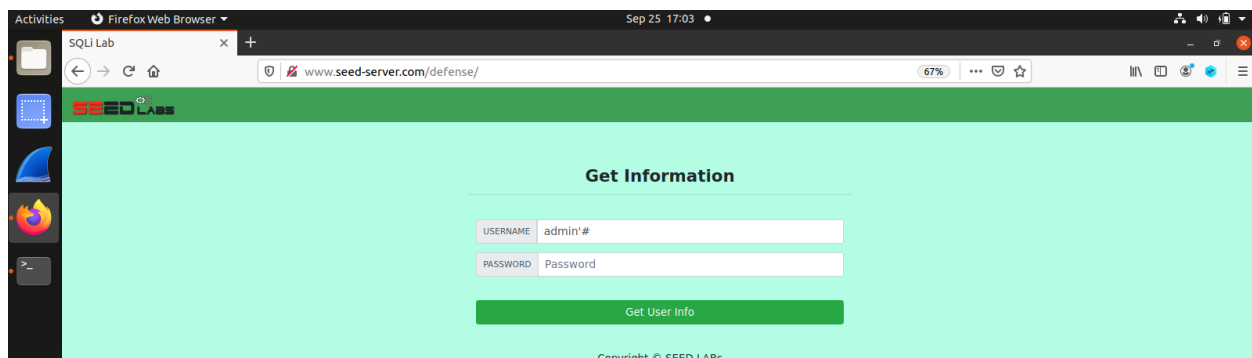 Activities Firefox Web Browser Sep 25 17:03
SQLi Lab
www.seed-server.com/defense/ 67%
SEED LABS
Get Information
USERNAME admin'#
PASSWORD Password
Get User Info
Copyright © SEED LABs